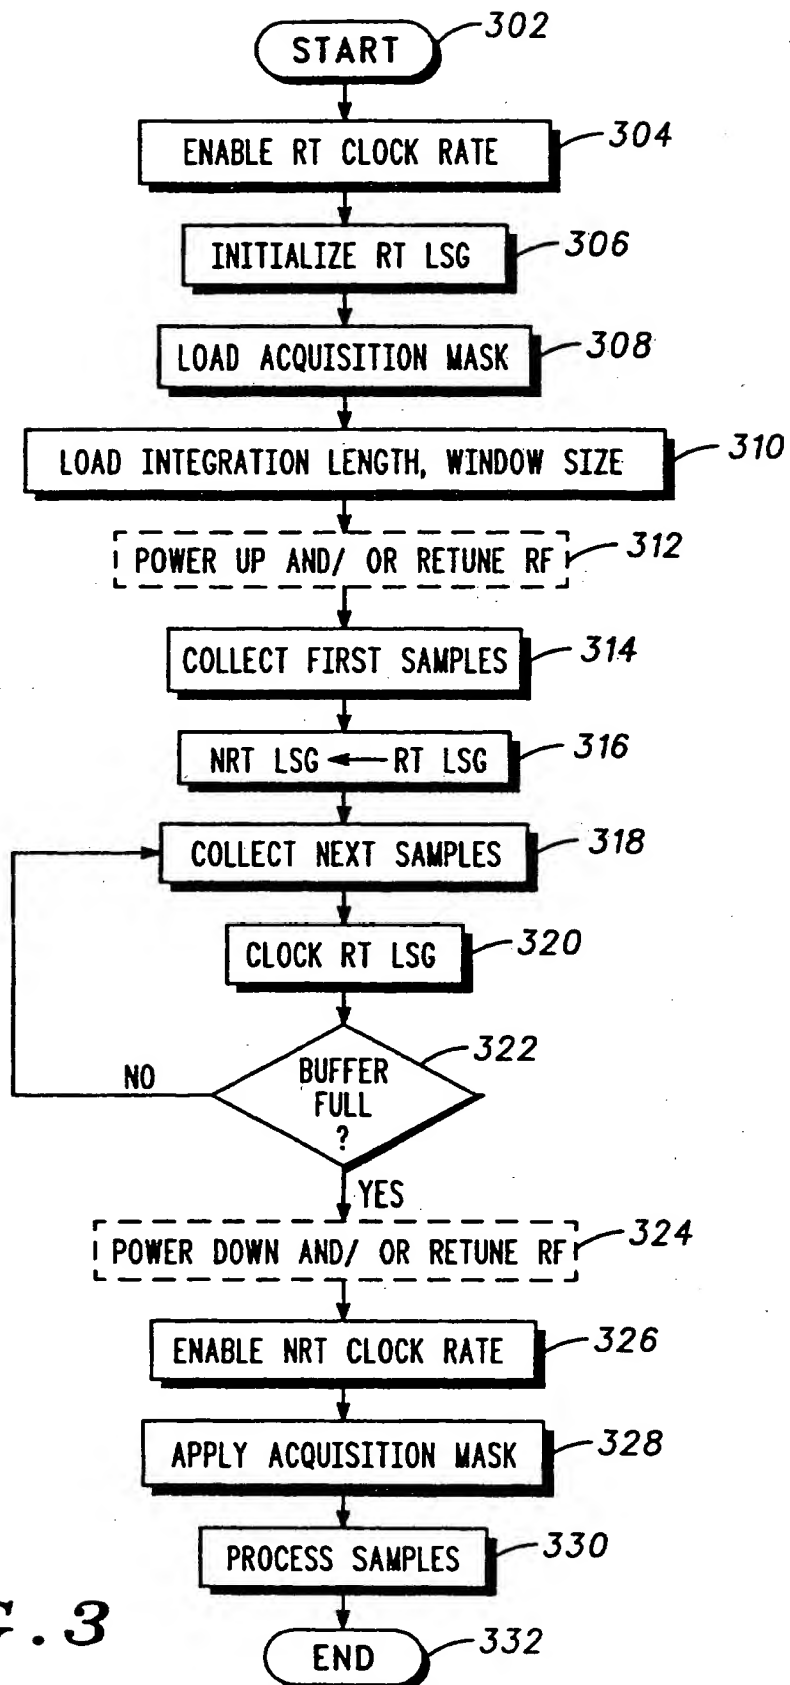 START 302
ENABLE RT CLOCK RATE 304
INITIALIZE RT LSG 306
LOAD ACQUISITION MASK 308
LOAD INTEGRATION LENGTH, WINDOW SIZE 310
POWER UP AND/ OR RETUNE RF 312
COLLECT FIRST SAMPLES 314
NRT LSG ← RT LSG 316
COLLECT NEXT SAMPLES 318
CLOCK RT LSG 320
BUFFER 322
FULL
?
NO
YES
POWER DOWN AND/ OR RETUNE RF 324
ENABLE NRT CLOCK RATE 326
APPLY ACQUISITION MASK 328
PROCESS SAMPLES 330
G.3
END 332